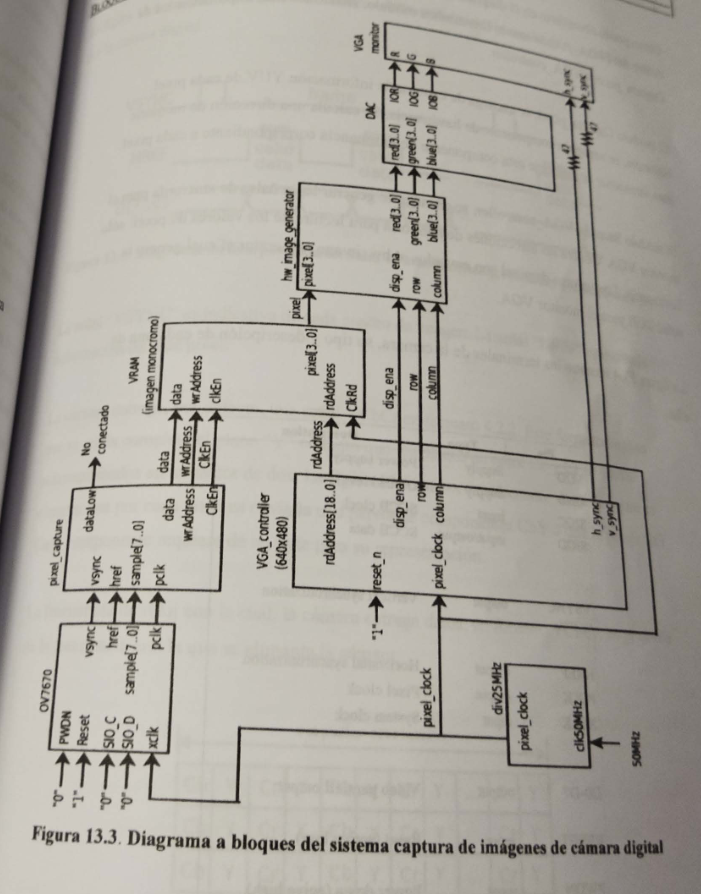 OV7670
"0"
PWDN
"1"
Reset
"0"
SIO_C
"0"
SIO_D
xclk
vsync
href
sample[7..0]
pclk
pixel_capture
vsync
href
sample[7..0]
pclk
dataLow
No
conectado
data
wrAddress
ClkEn
data
wrAddress
ClkEn
VRAM
(imagen monocromo)
data
wrAddress
clkEn
pixel[3..0]
rdAddress
ClkRd
pixel
hw_image_generator
pixel[3..0]
disp_ena
row
column
red[3..0]
green[3..0]
blue[3..0]
DAC
red[3..0]
green[3..0]
blue[3..0]
IOR
IOG
IOB
VGA
monitor
R
G
B
h_sync
v_sync
47
47
VGA_controller
(640x480)
"1"
reset_n
pixel_clock
rdAddress[18..0]
disp_ena
row
column
h_sync
v_sync
rdAddress
disp_ena
row
column
pixel_clock
div25MHz
pixel_clock
clk50MHz
50MHz
Figura 13.3. Diagrama a bloques del sistema captura de imágenes de cámara digital